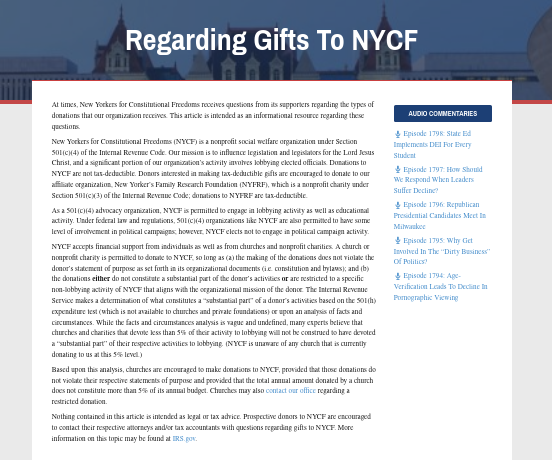 Regarding Gifts To NYCF
At times, New Yorkers for Constitutional Freedoms receives questions from its supporters regarding the types of
donations that our organization receives. This article is intended as an informational resource regarding these
questions.
New Yorkers for Constitutional Freedoms (NYCF) is a nonprofit social welfare organization under Section
501(c)(4) of the Internal Revenue Code. Our mission is to influence legislation and legislators for the Lord Jesus
Christ; and a significant portion of our organization's activity involves lobbying elected officials. Donations to
NYCF are not tax-deductible. Donors interested in making tax-deductible gifts are encouraged to donate to our
affiliate organization, New Yorker's Family Research Foundation (NYFRF), which is a nonprofit charity under
Section 501(c)(3) of the Internal Revenue Code; donations to NYFRF are tax-deductible.
As a 501(c)(4) advocacy organization, NYCF is permitted to engage in lobbying activity as well as educational
activity. Under federal law and regulations, 501(c)(4) organizations like NYCF are also permitted to have some
level of involvement in political campaigns; however, NYCF elects not to engage in political campaign activity.
NYCF accepts financial support from individuals as well as from churches and nonprofit charities. A church or
nonprofit charity is permitted to donate to NYCF, so long as (a) the making of the donations does not violate the
donor's statement of purpose as set forth in its organizational documents (i.e. constitution and bylaws); and (b)
the donations either do not constitute a substantial part of the donor's activities or are restricted to a specific
non-lobbying activity of NYCF that aligns with the organizational mission of the donor. The Internal Revenue
Service makes a determination of what constitutes a "substantial part" of a donor's activities based on the 501(h)
expenditure test (which is not available to churches and private foundations) or upon an analysis of facts and
circumstances. While the facts and circumstances analysis is vague and undefined, many experts believe that
churches and charities that devote less than 5% of their activity to lobbying will not be construed to have devoted
a "substantial part" of their respective activities to lobbying. (NYCF is unaware of any church that is currently
donating to us at this 5% level.)
Based upon this analysis, churches are encouraged to make donations to NYCF, provided that those donations do
not violate their respective statements of purpose and provided that the total amount donated by a church
does not constitute more than 5% of its annual budget. Churches may also contact our office regarding a
restricted donation.
Nothing contained in this article is intended as legal or tax advice. Prospective donors to NYCF are encouraged
to contact their respective attorneys and/or tax accountants with questions regarding gifts to NYCF. More
information on this topic may be found at IRS.gov.
AUDIO COMMENTARIES
Episode 1798: State Ed
Implements DEI For Every
Student
Episode 1797: How Should
We Respond When Leaders
Suffer Decline?
Episode 1796: Republican
Presidential Candidates Meet In
Milwaukee
Episode 1795: Why Get
Involved In The "Dirty Business"
Of Politics?
Episode 1794: Age-
Verification Leads To Decline In
Pornographic Viewing